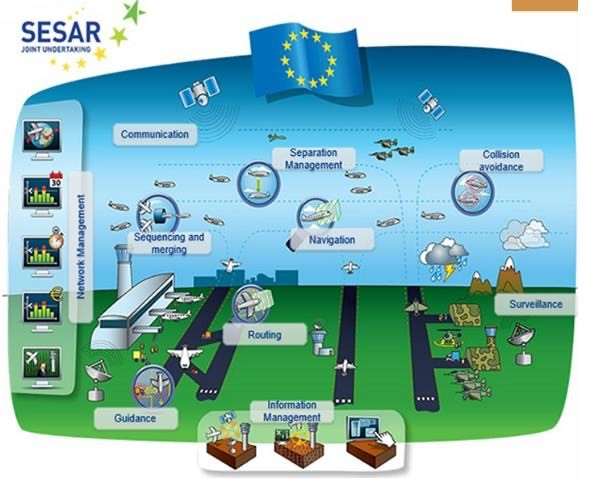 SESAR
JOINT UNDERTAKING
Communication
Separation
Management
Collision
avoidance
30
Network Management
Sequencing and
merging
Navigation
Surveillance
Routing
Guidance
Information
Management